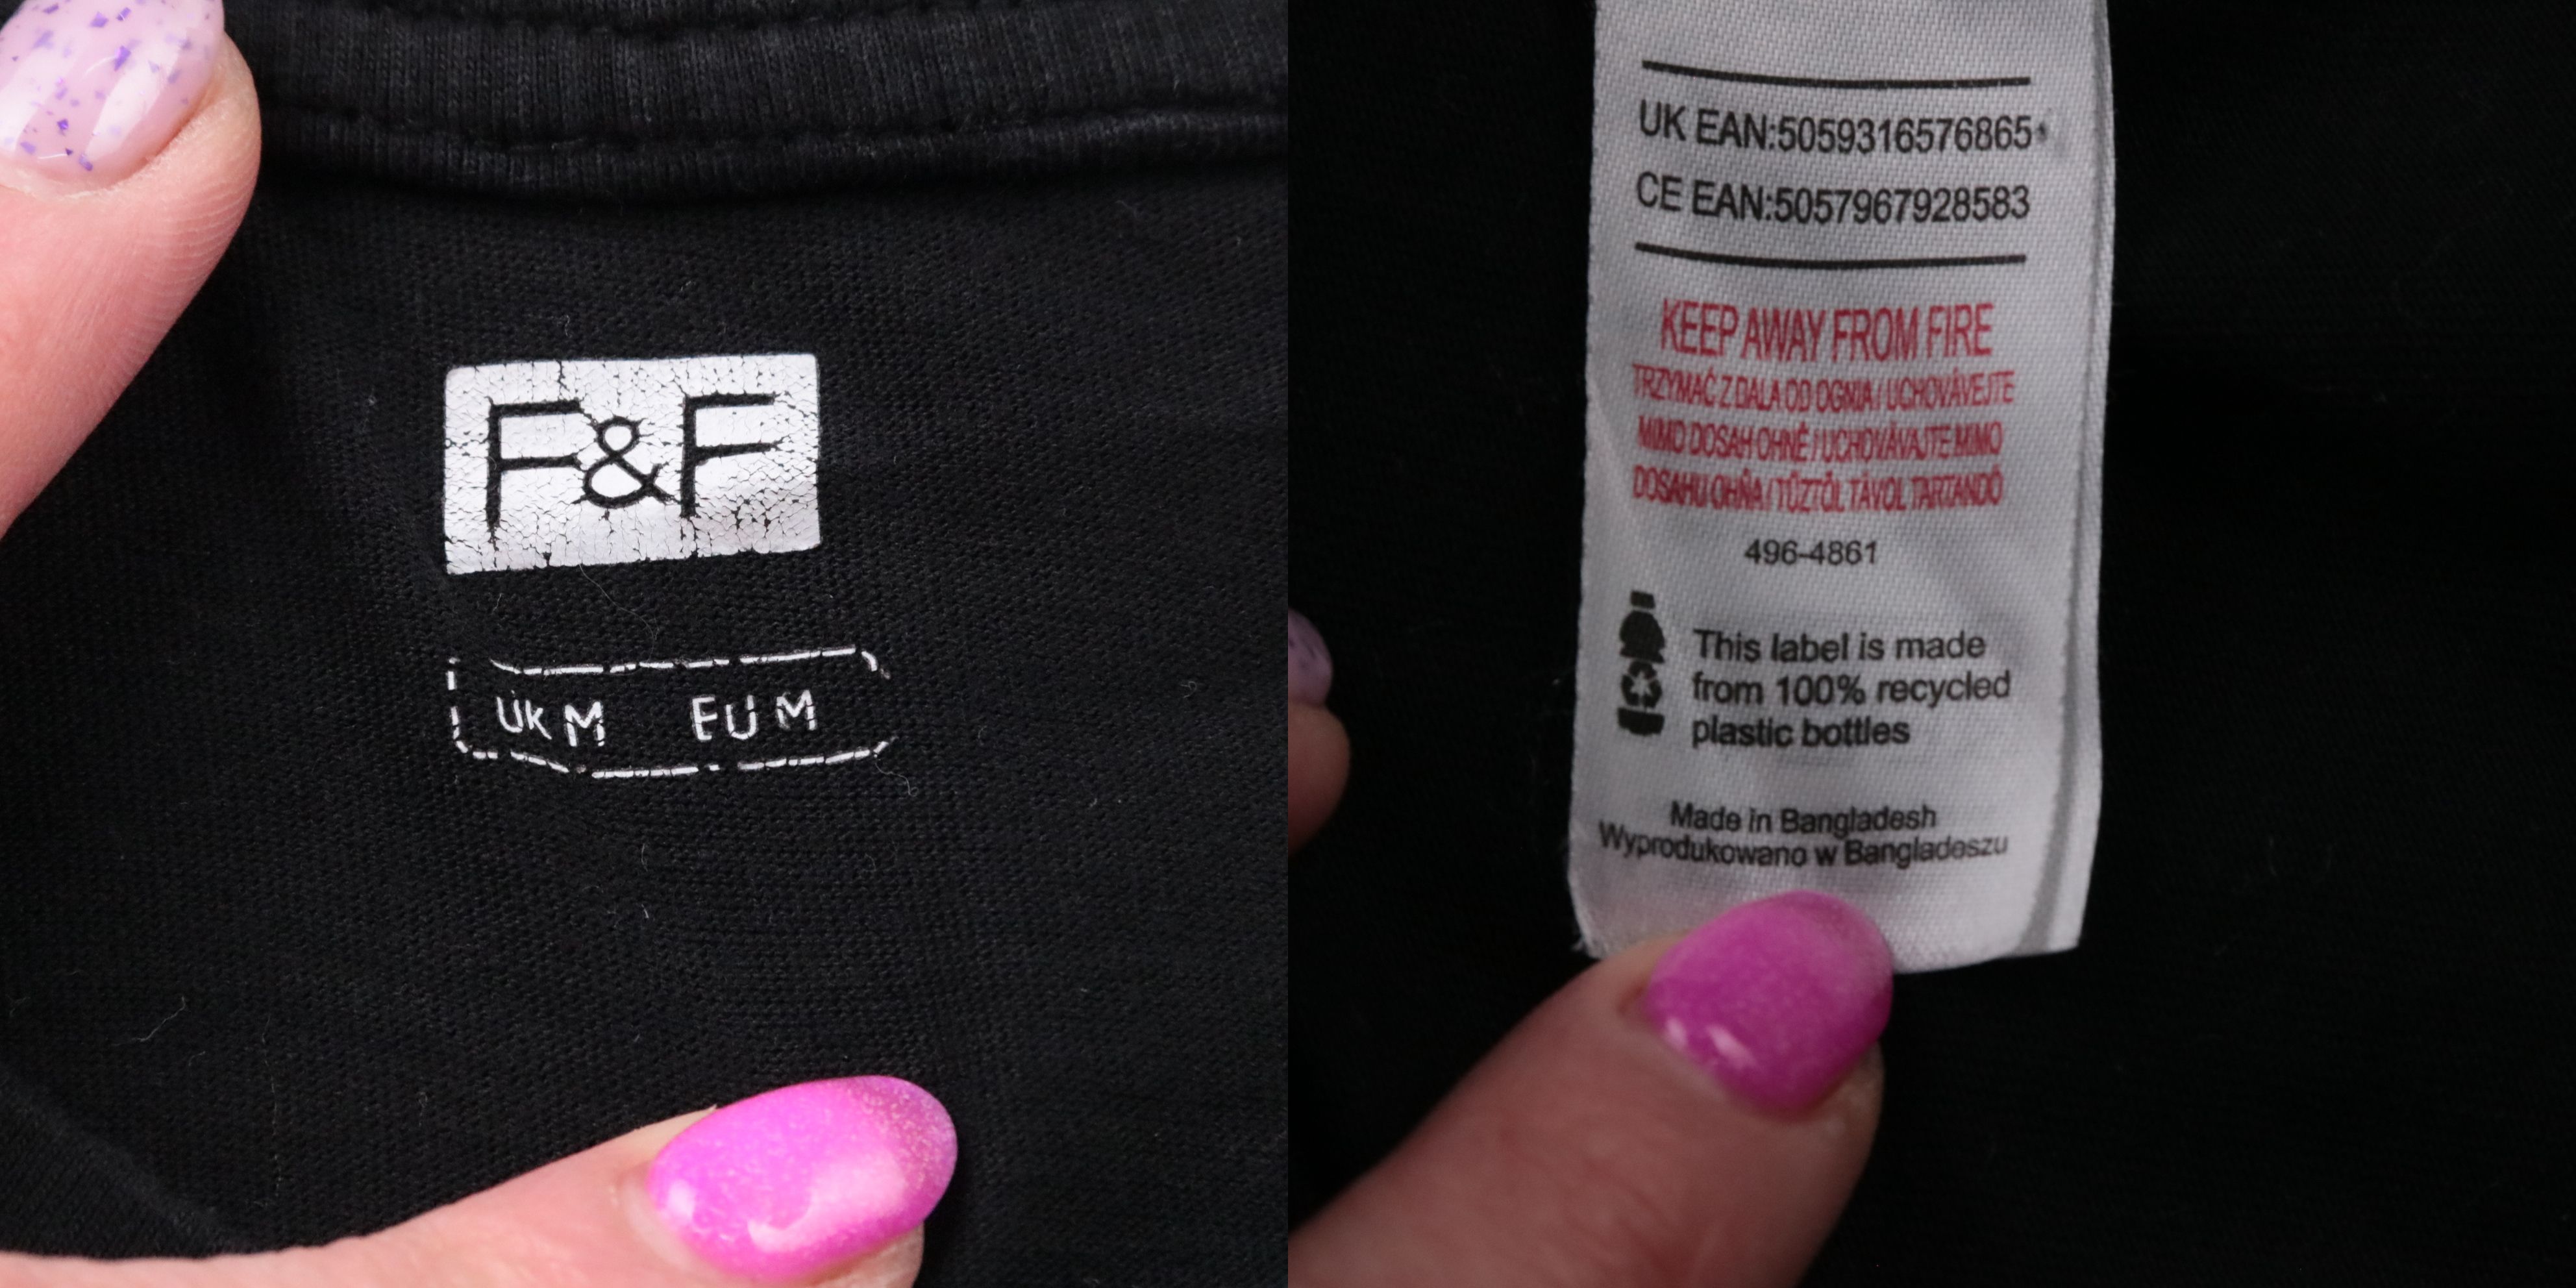 F&F
UK M EU M
UK EAN:5059316576865
CE EAN:5057967928583
KEEP AWAY FROM FIRE
TRZYMAĆ Z DALA OD OGNIA / UCHOVÁVEJTE
MIMO DOSAH OHNĚ / UCHOVÁVAJTE MIMO
DOSAHU OHŇA / TŰZTŐL TÁVOL TARTANDÓ
496-4861
This label is made
from 100% recycled
plastic bottles
Made in Bangladesh
Wyprodukowano w Bangladeszu